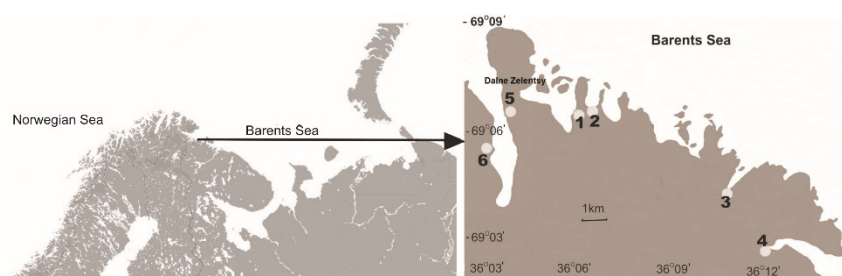 Norwegian Sea
Barents Sea
- 69°09'
Barents Sea
Dalne Zelentsy
5
1 2
- 69°06'
6
3
1km
- 69°03'
4
36°03' 36°06' 36°09' 36°12'